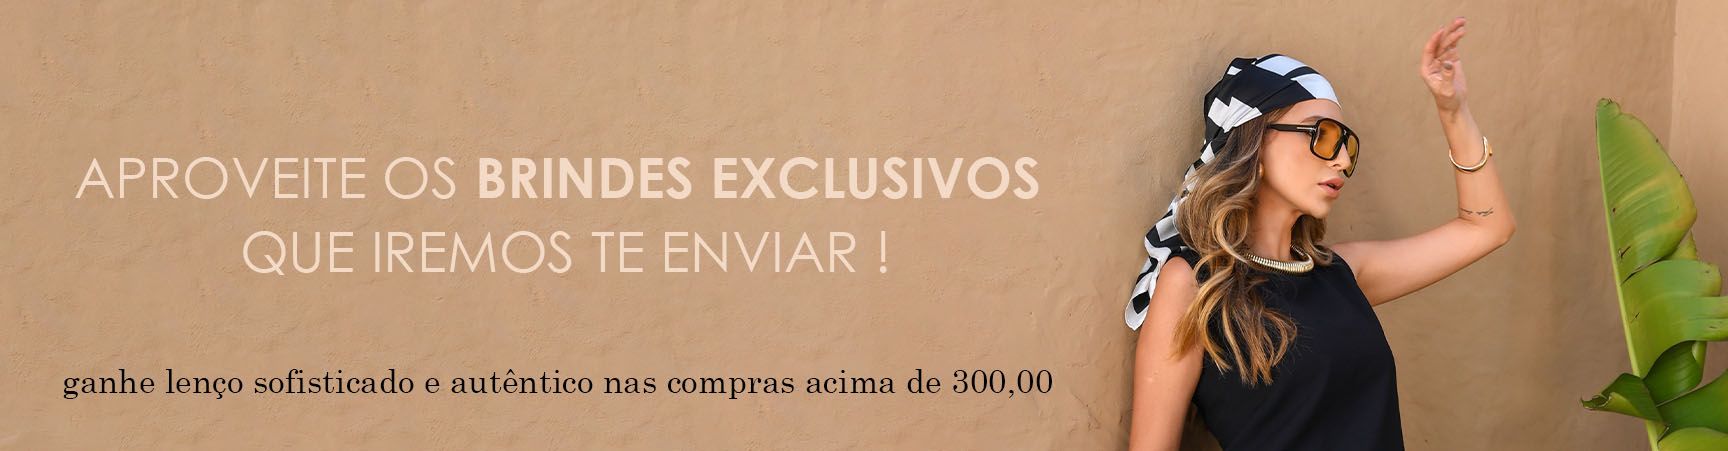 APROVEITE OS BRINDES EXCLUSIVOS
QUE IREMOS TE ENVIAR !
ganhe lenço sofisticado e autêntico nas compras acima de 300,00